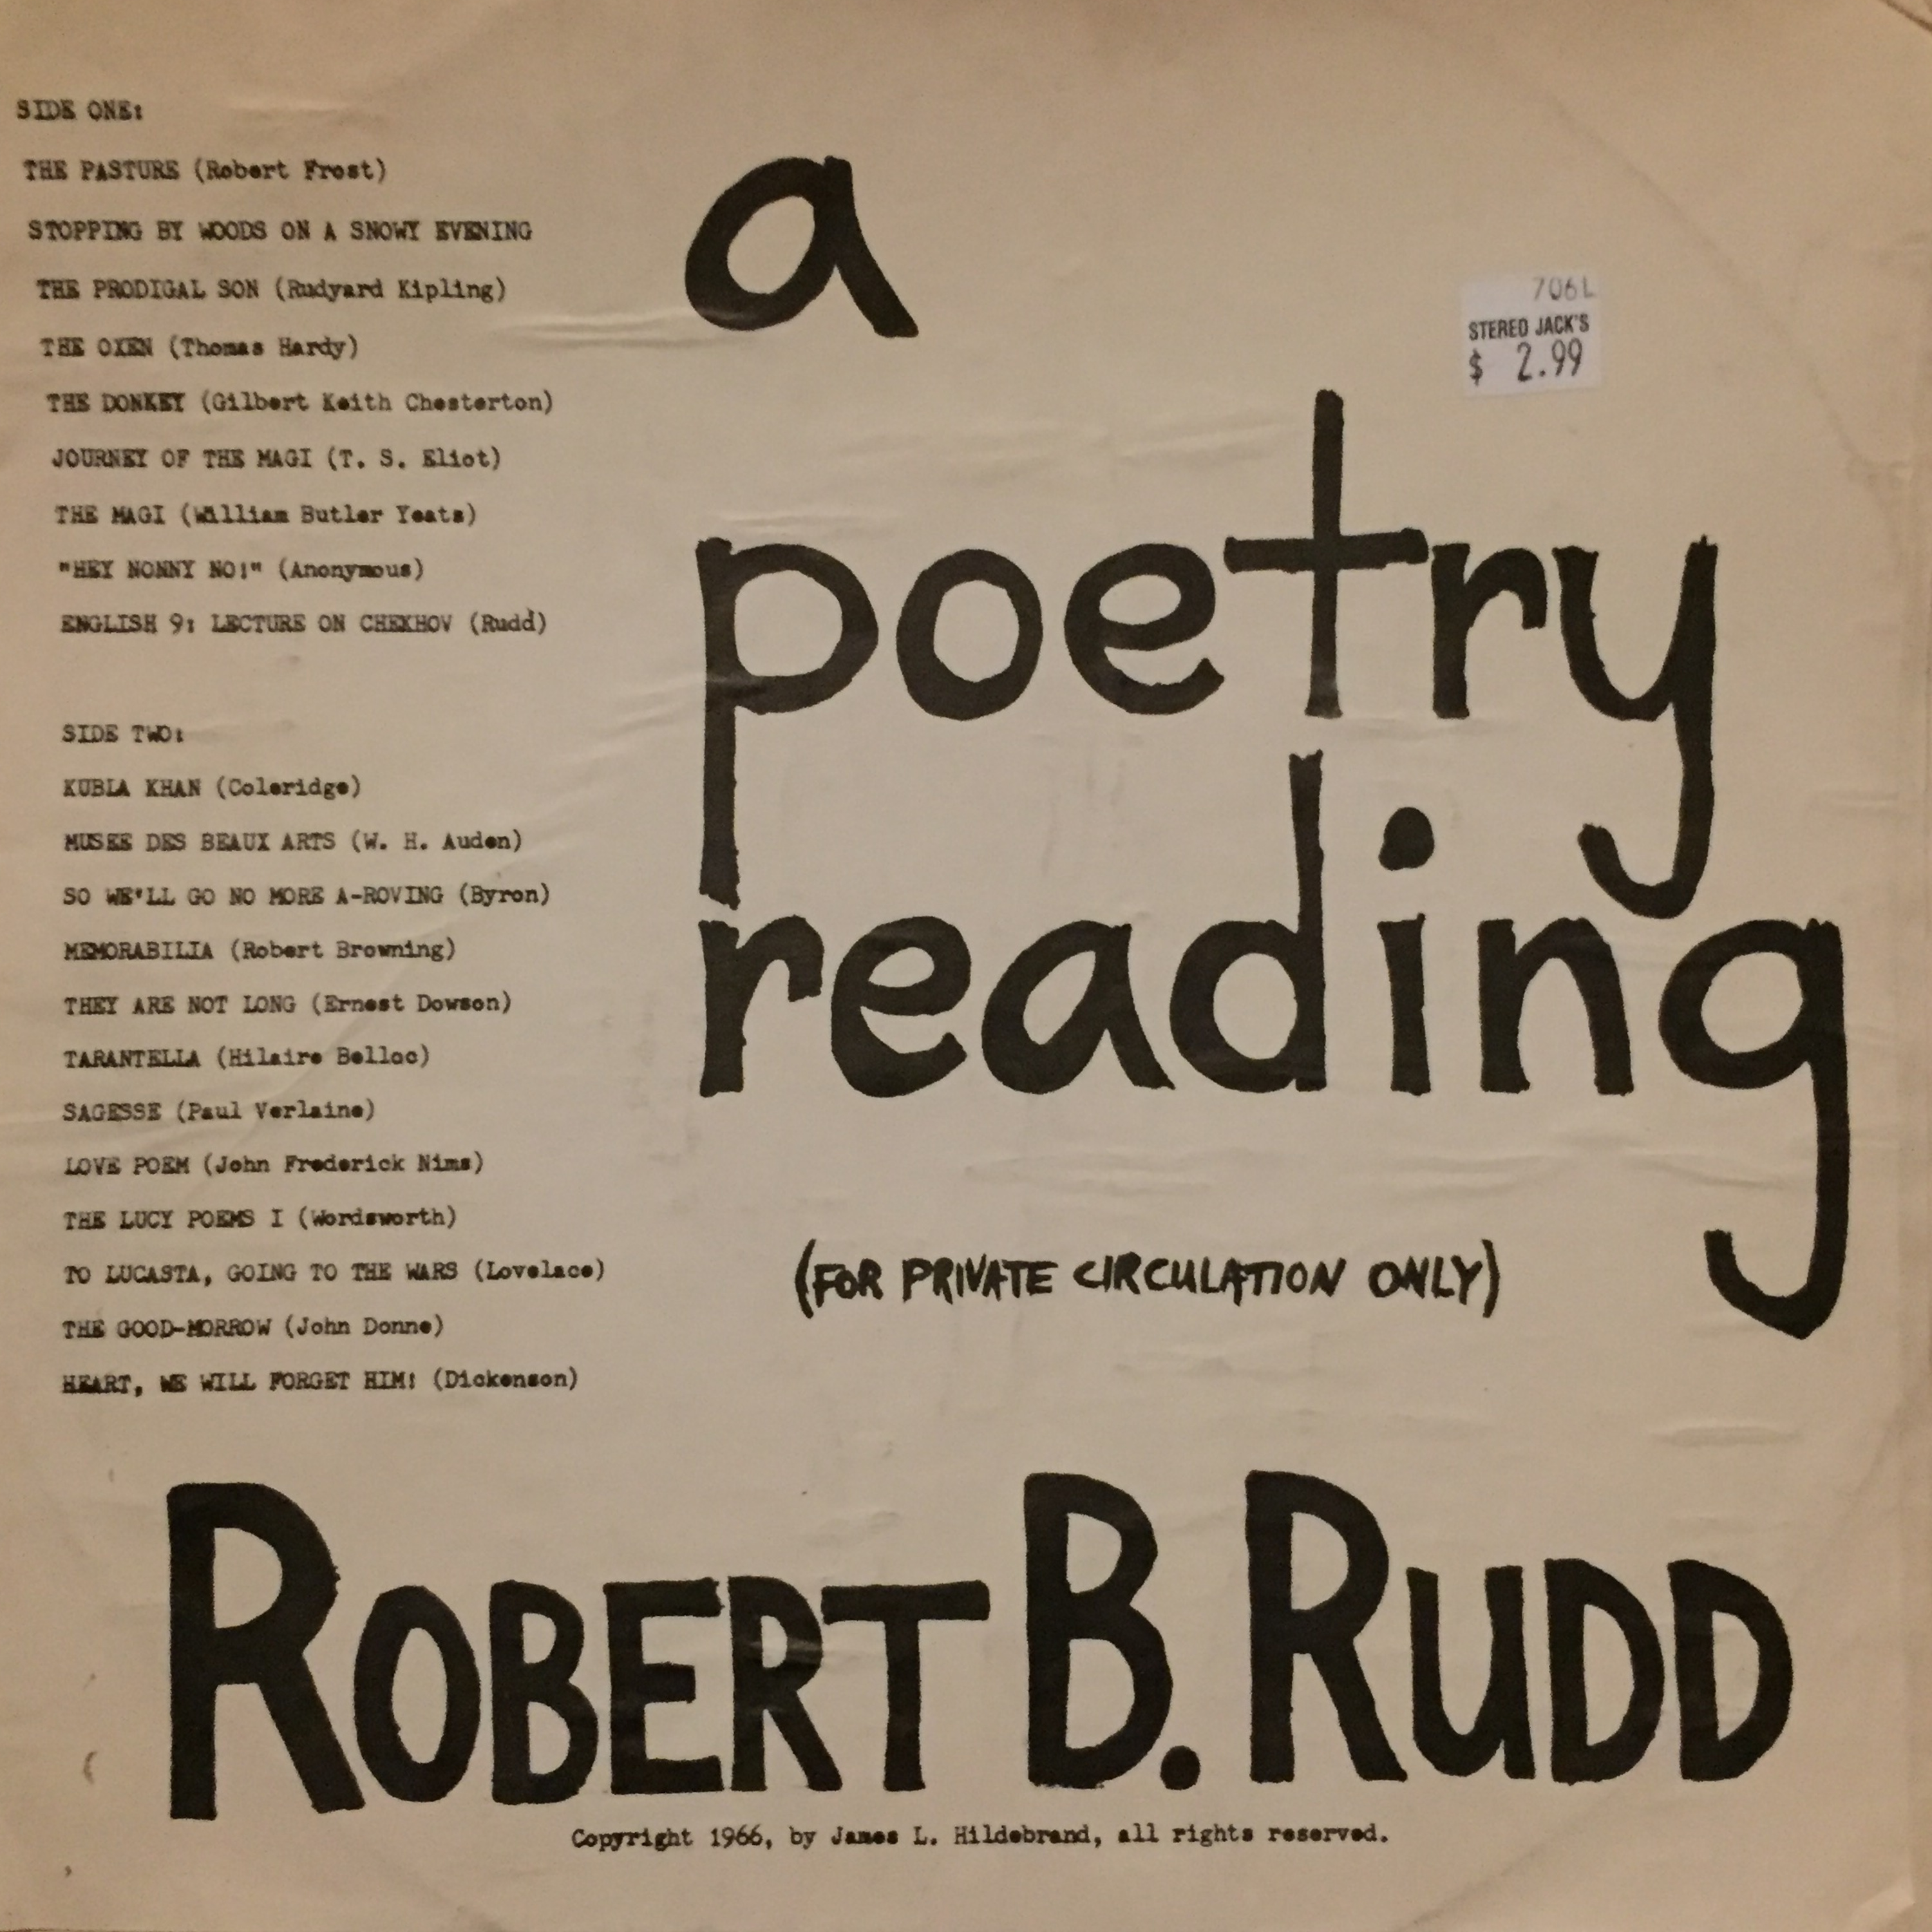 SIDE ONE:
THE PASTURE (Robert Frost)
STOPPING BY WOODS ON A SNOWY EVENING
THE PRODIGAL SON (Rudyard Kipling)
THE OXEN (Thomas Hardy)
THE DONKEY (Gilbert Keith Chesterton)
JOURNEY OF THE MAGI (T. S. Eliot)
THE MAGI (William Butler Yeats)
"HEY NONNY NO!" (Anonymous)
ENGLISH 9: LECTURE ON CHEKHOV (Rudd)
SIDE TWO:
KUBLA KHAN (Coleridge)
MUSEE DES BEAUX ARTS (W. H. Auden)
SO WE'LL GO NO MORE A-ROVING (Byron)
MEMORABILIA (Robert Browning)
THEY ARE NOT LONG (Ernest Dowson)
TARANTELLA (Hilaire Belloc)
SAGESSE (Paul Verlaine)
LOVE POEM (John Frederick Nims)
THE LUCY POEMS I (Wordsworth)
TO LUCASTA, GOING TO THE WARS (Lovelace)
THE GOOD-MORROW (John Donne)
HEART, WE WILL FORGET HIM! (Dickenson)
a
poetry
reading
706L
STEREO JACK'S
$ 2.99
(FOR PRIVATE CIRCULATION ONLY)
ROBERT B. RUDD
Copyright 1966, by James L. Hildebrand, all rights reserved.